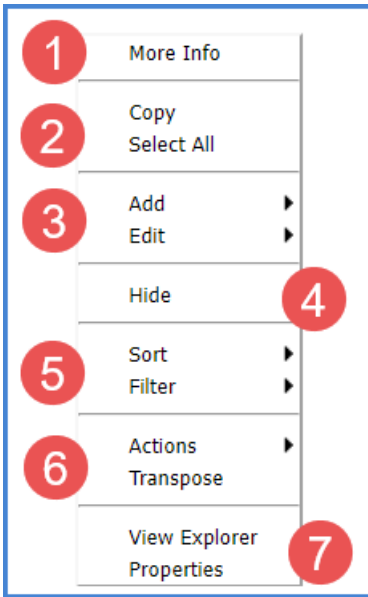 1 More Info
2 Copy
Select All
3 Add
Edit
Hide 4
5 Sort
Filter
6 Actions
Transpose
View Explorer
7 Properties